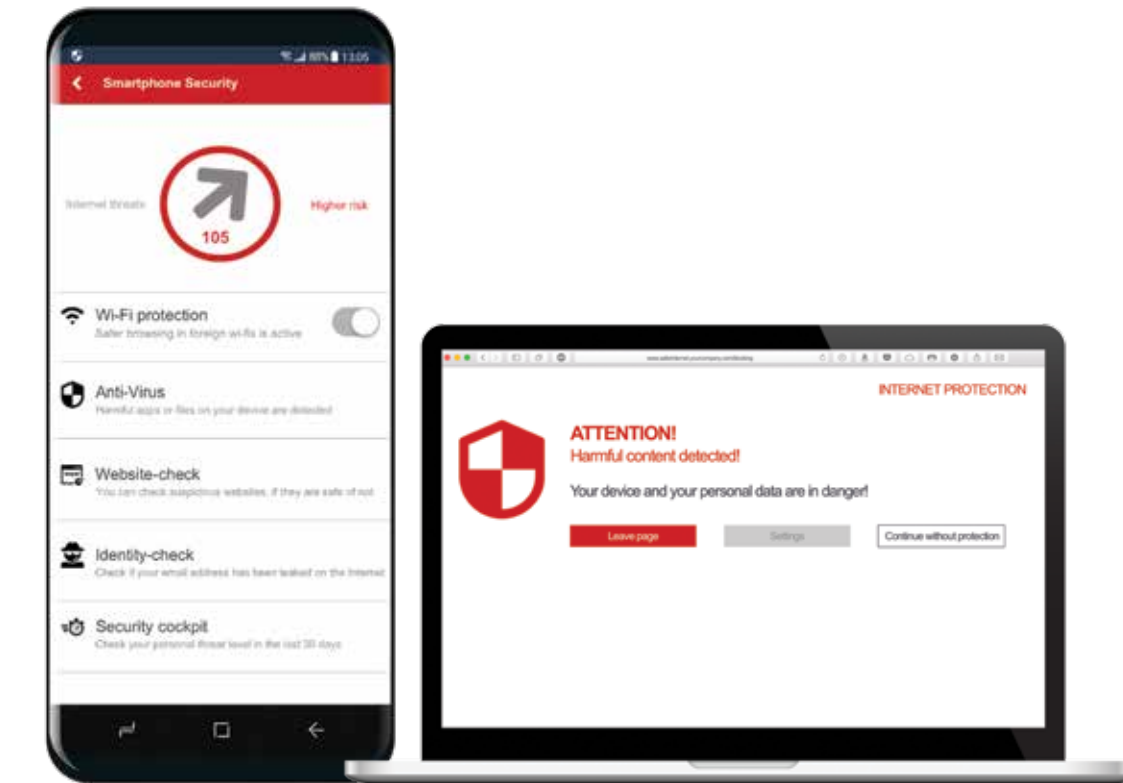 88% 13:05
Smartphone Security
Internet threats
Higher risk
105
Wi-Fi protection
Safer browsing in foreign wi-fis is active
Anti-Virus
Harmful apps or files on your device are detected
Website-check
You can check suspicious websites, if they are safe of not
Identity-check
Check if your email address has been leaked on the Internet
Security cockpit
Check your personal threat level in the last 30 days
INTERNET PROTECTION
ATTENTION!
Harmful content detected!
Your device and your personal data are in danger!
Leave page
Settings
Continue without protection